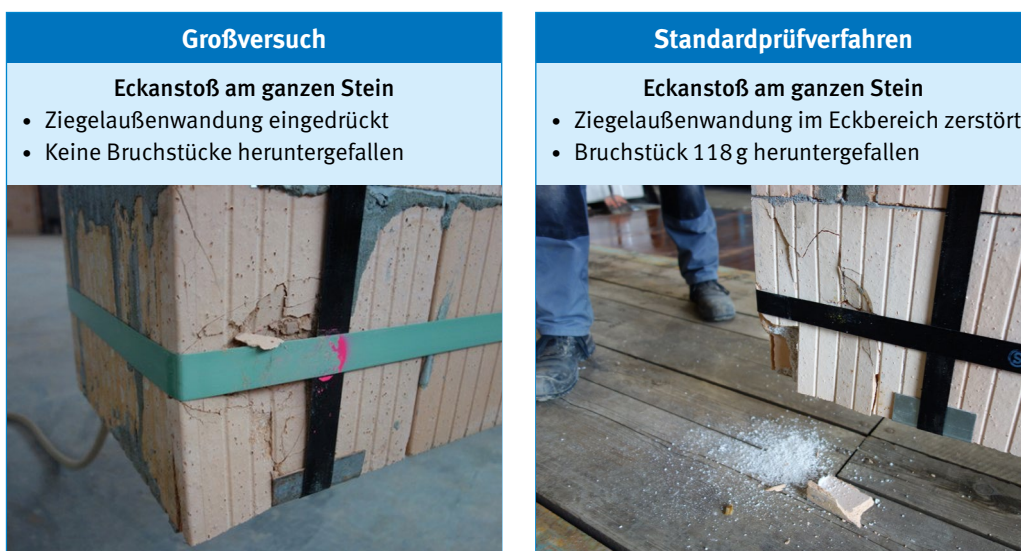 Großversuch
Eckanstoß am ganzen Stein
• Ziegelaußenwandung eingedrückt
• Keine Bruchstücke heruntergefallen
Standardprüfverfahren
Eckanstoß am ganzen Stein
• Ziegelaußenwandung im Eckbereich zerstört
• Bruchstück 118 g heruntergefallen